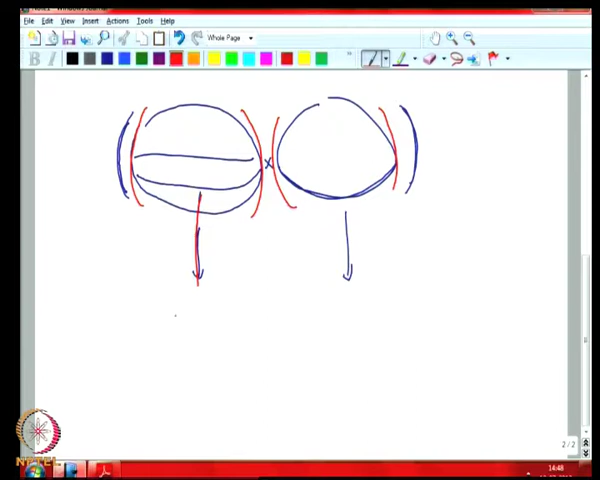 File Edit View Insert Actions Tools Help
Whole Page
B I
( ( ) x ( ) )
2/2
NPTEL
14:48